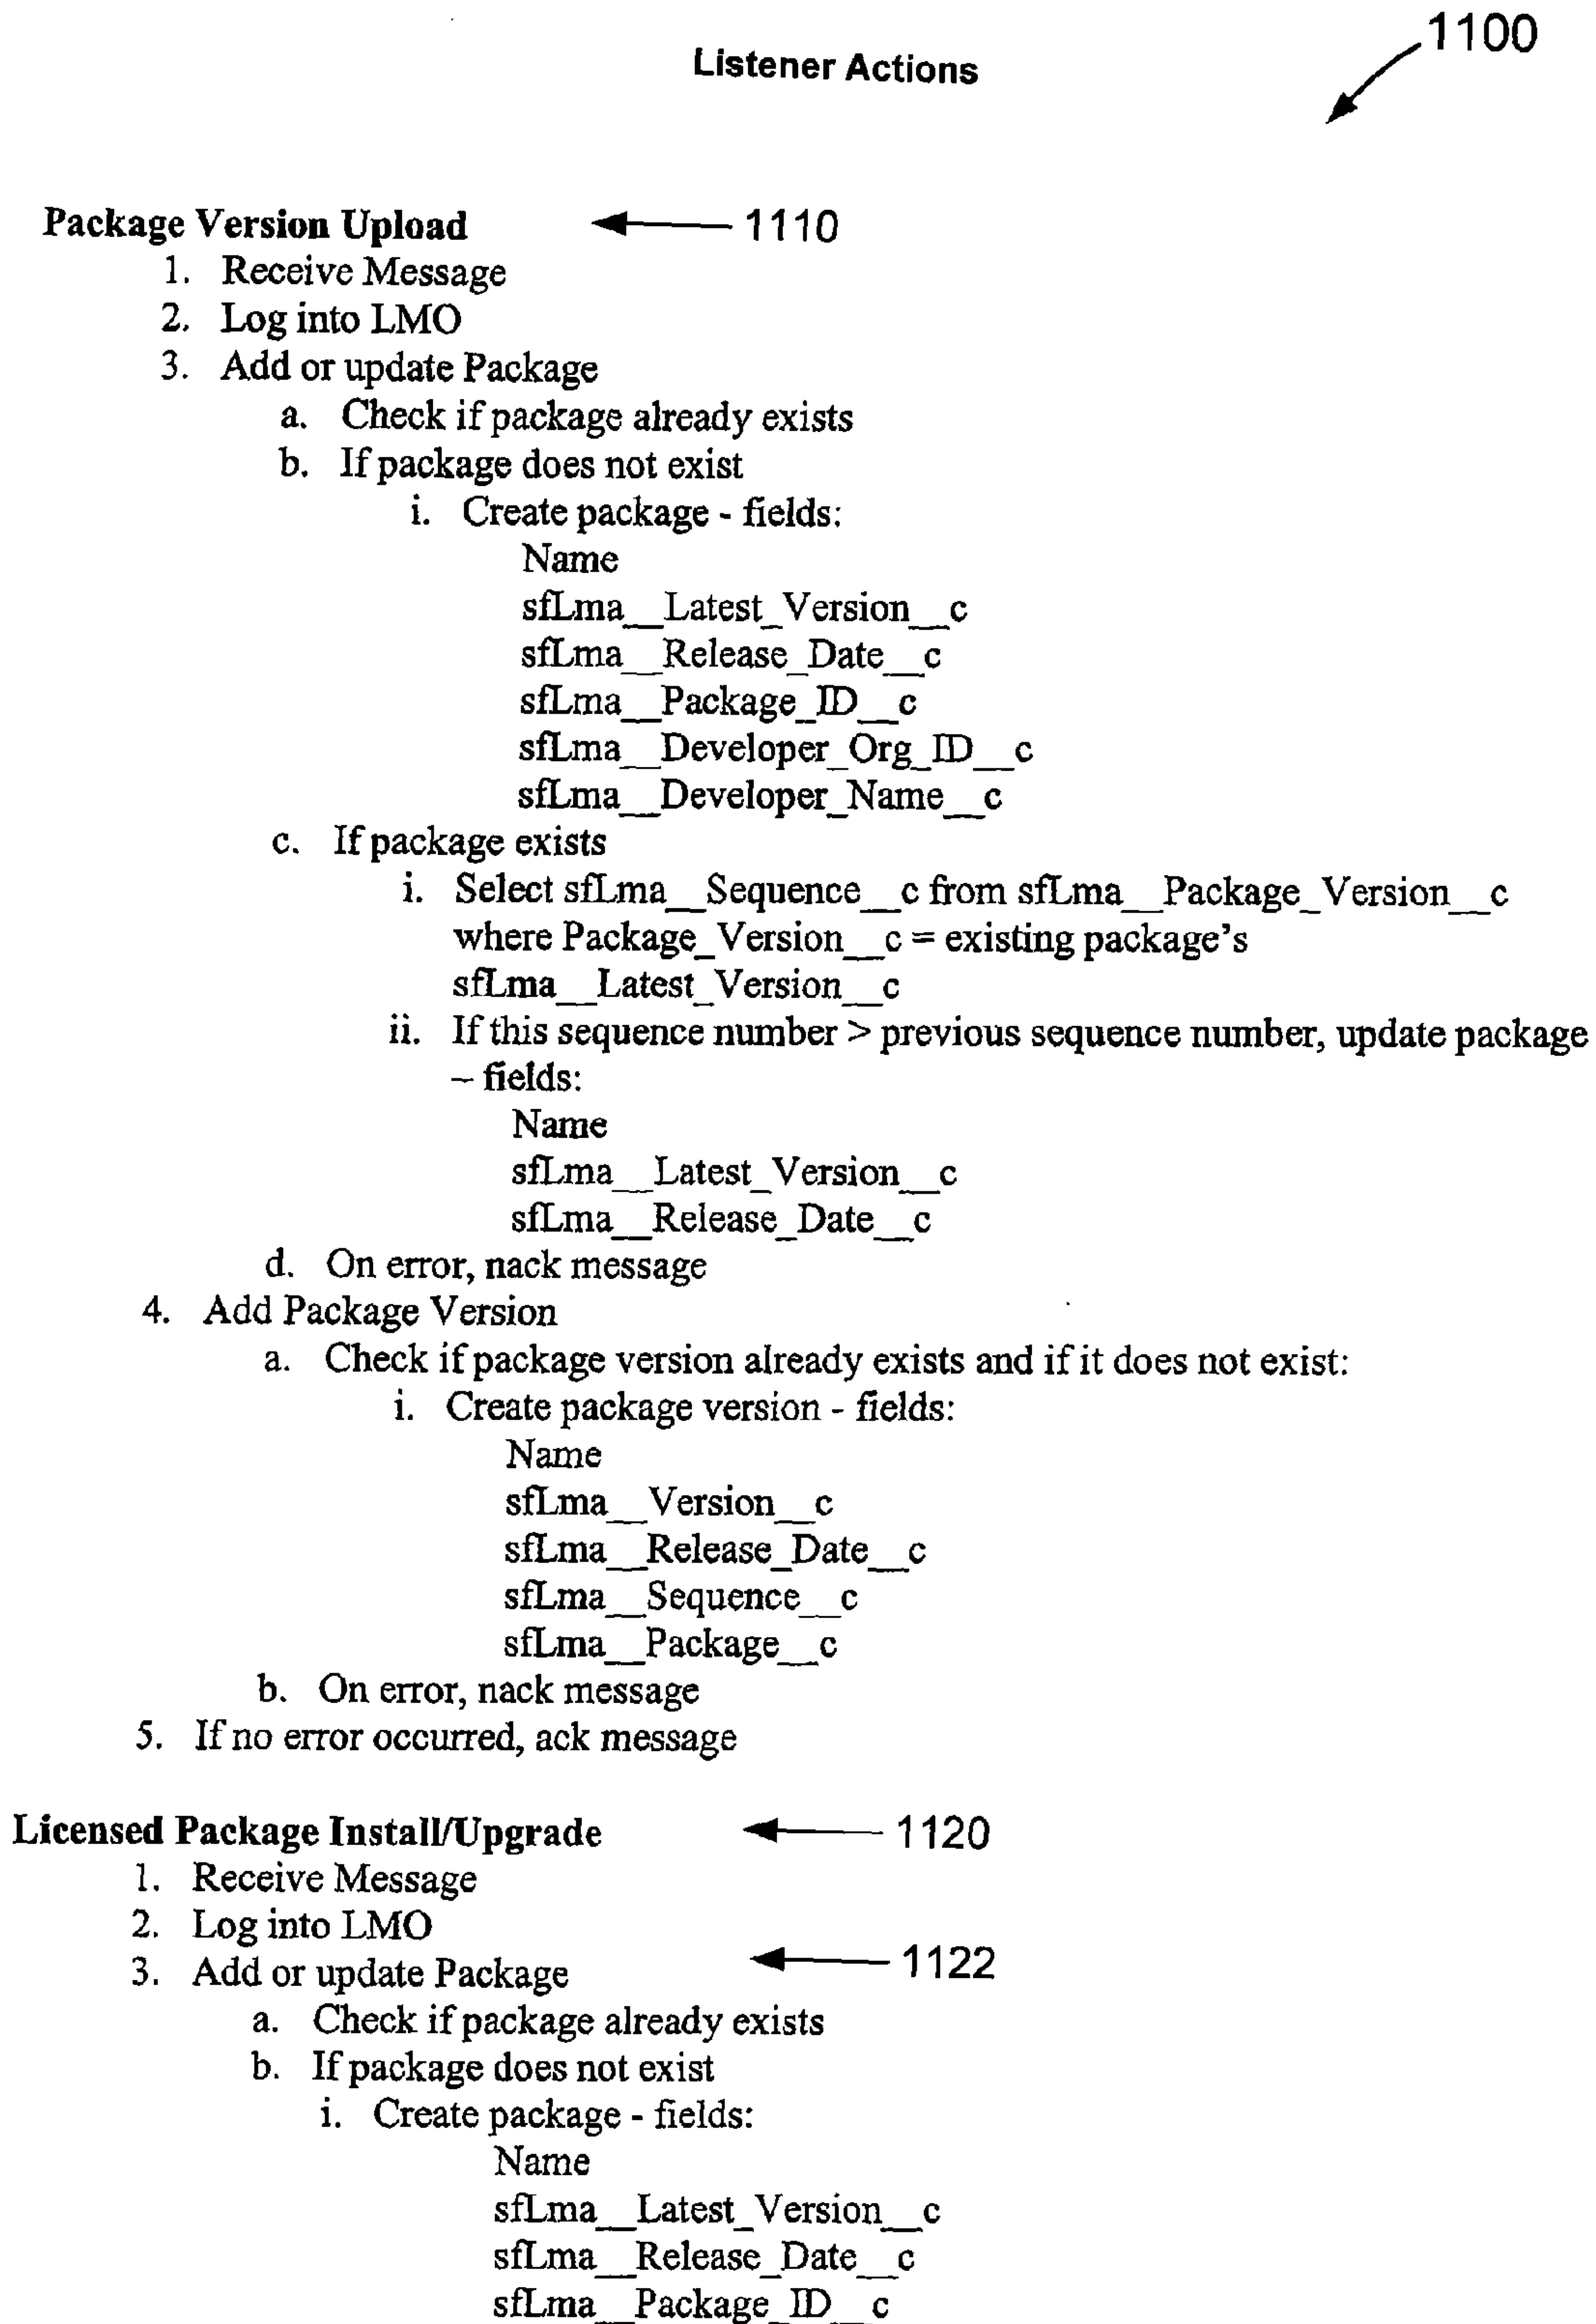 Listener Actions
1100
Package Version Upload
1110
1. Receive Message
2. Log into LMO
3. Add or update Package
a. Check if package already exists
b. If package does not exist
i. Create package - fields:
Name
sfLma__Latest_Version__c
sfLma__Release_Date__c
sfLma__Package_ID__c
sfLma__Developer_Org_ID__c
sfLma__Developer_Name__c
c. If package exists
i. Select sfLma__Sequence__c from sfLma__Package_Version__c
where Package_Version__c = existing package's
sfLma__Latest_Version__c
ii. If this sequence number > previous sequence number, update package
– fields:
Name
sfLma__Latest_Version__c
sfLma__Release_Date__c
d. On error, nack message
4. Add Package Version
a. Check if package version already exists and if it does not exist:
i. Create package version - fields:
Name
sfLma__Version__c
sfLma__Release_Date__c
sfLma__Sequence__c
sfLma__Package__c
b. On error, nack message
5. If no error occurred, ack message
Licensed Package Install/Upgrade
1120
1. Receive Message
2. Log into LMO
3. Add or update Package
1122
a. Check if package already exists
b. If package does not exist
i. Create package - fields:
Name
sfLma__Latest_Version__c
sfLma__Release_Date__c
sfLma__Package_ID__c